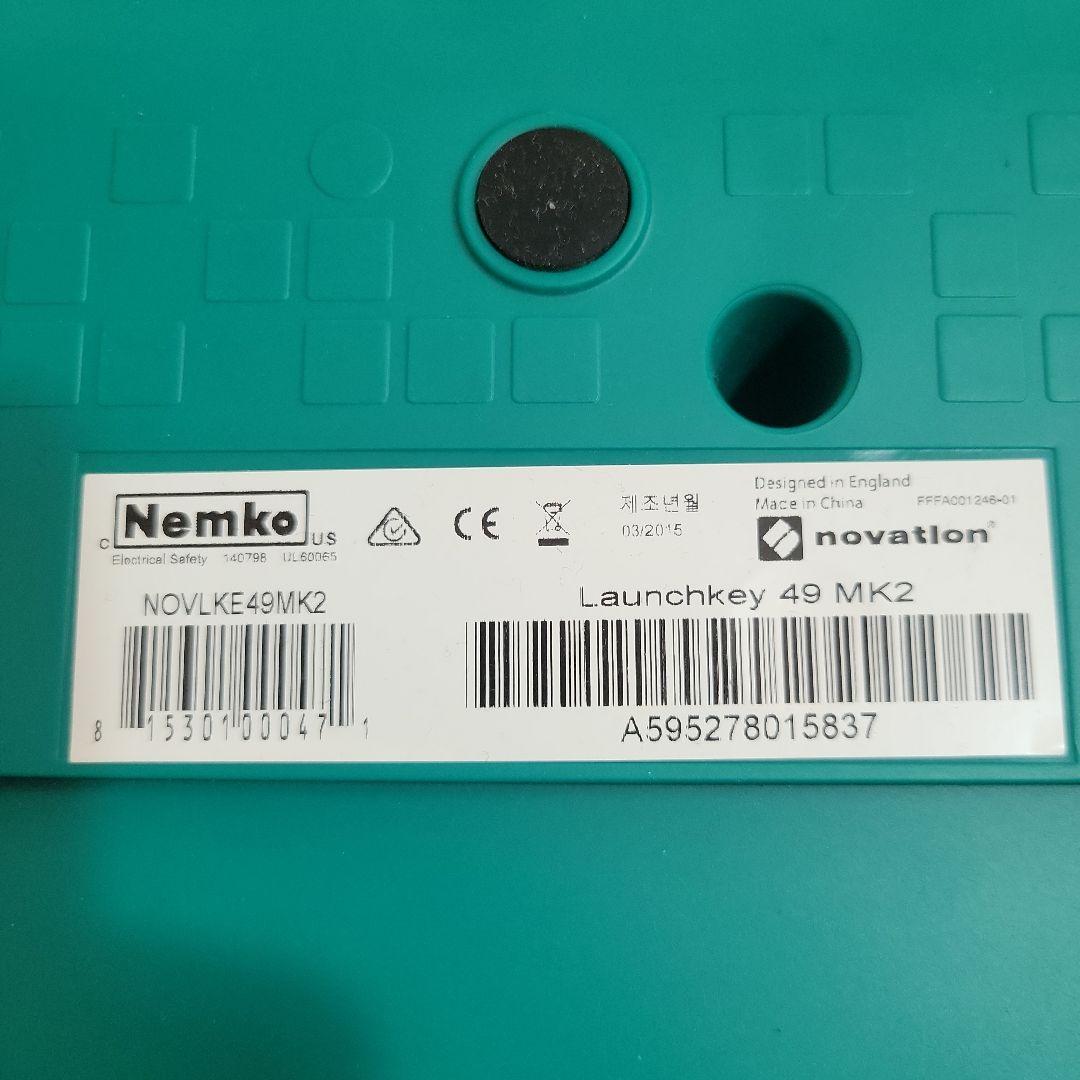 c Nemko US
Electrical Safety 140798 UL60065
CE
제조년월
03/2015
Designed in England
Made in China FFFA001246-01
novation®
NOVLKE49MK2
8 15301 00047 1
Launchkey 49 MK2
A595278015837